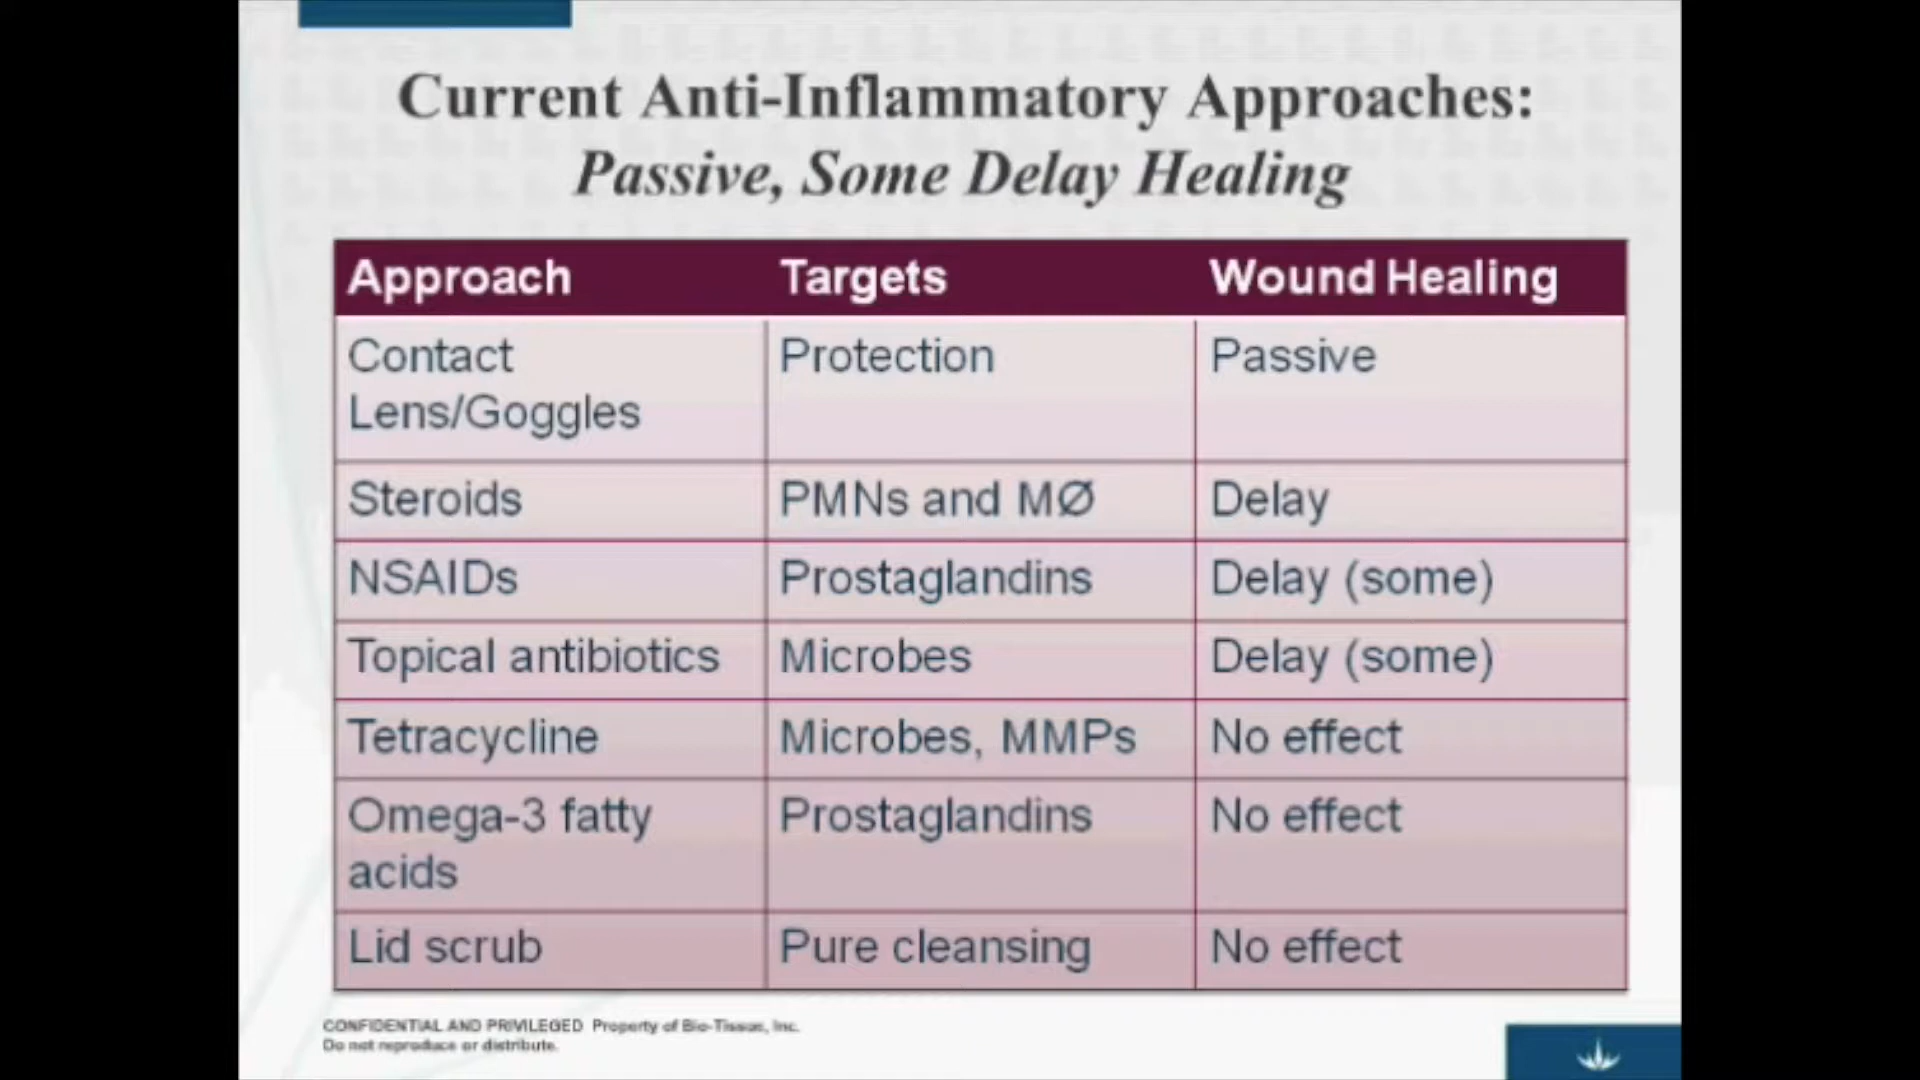 Current Anti-Inflammatory Approaches:
Passive, Some Delay Healing
Approach Targets Wound Healing
Contact Protection Passive
Lens/Goggles
Steroids PMNs and MØ Delay
NSAIDs Prostaglandins Delay (some)
Topical antibiotics Microbes Delay (some)
Tetracycline Microbes, MMPs No effect
Omega-3 fatty Prostaglandins No effect
acids
Lid scrub Pure cleansing No effect
CONFIDENTIAL AND PRIVILEGED Property of Bio-Tissue, Inc.
Do not reproduce or distribute.